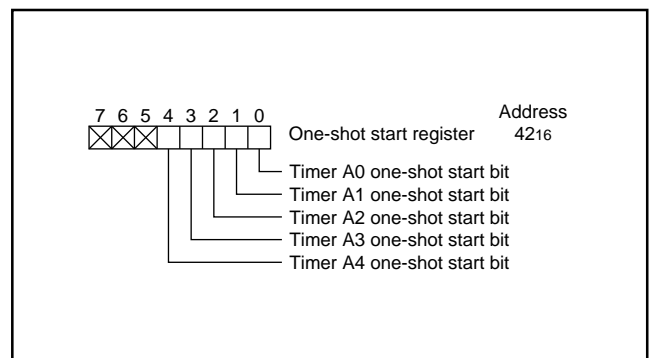 Address
7 6 5 4 3 2 1 0
One-shot start register 4216
Timer A0 one-shot start bit
Timer A1 one-shot start bit
Timer A2 one-shot start bit
Timer A3 one-shot start bit
Timer A4 one-shot start bit